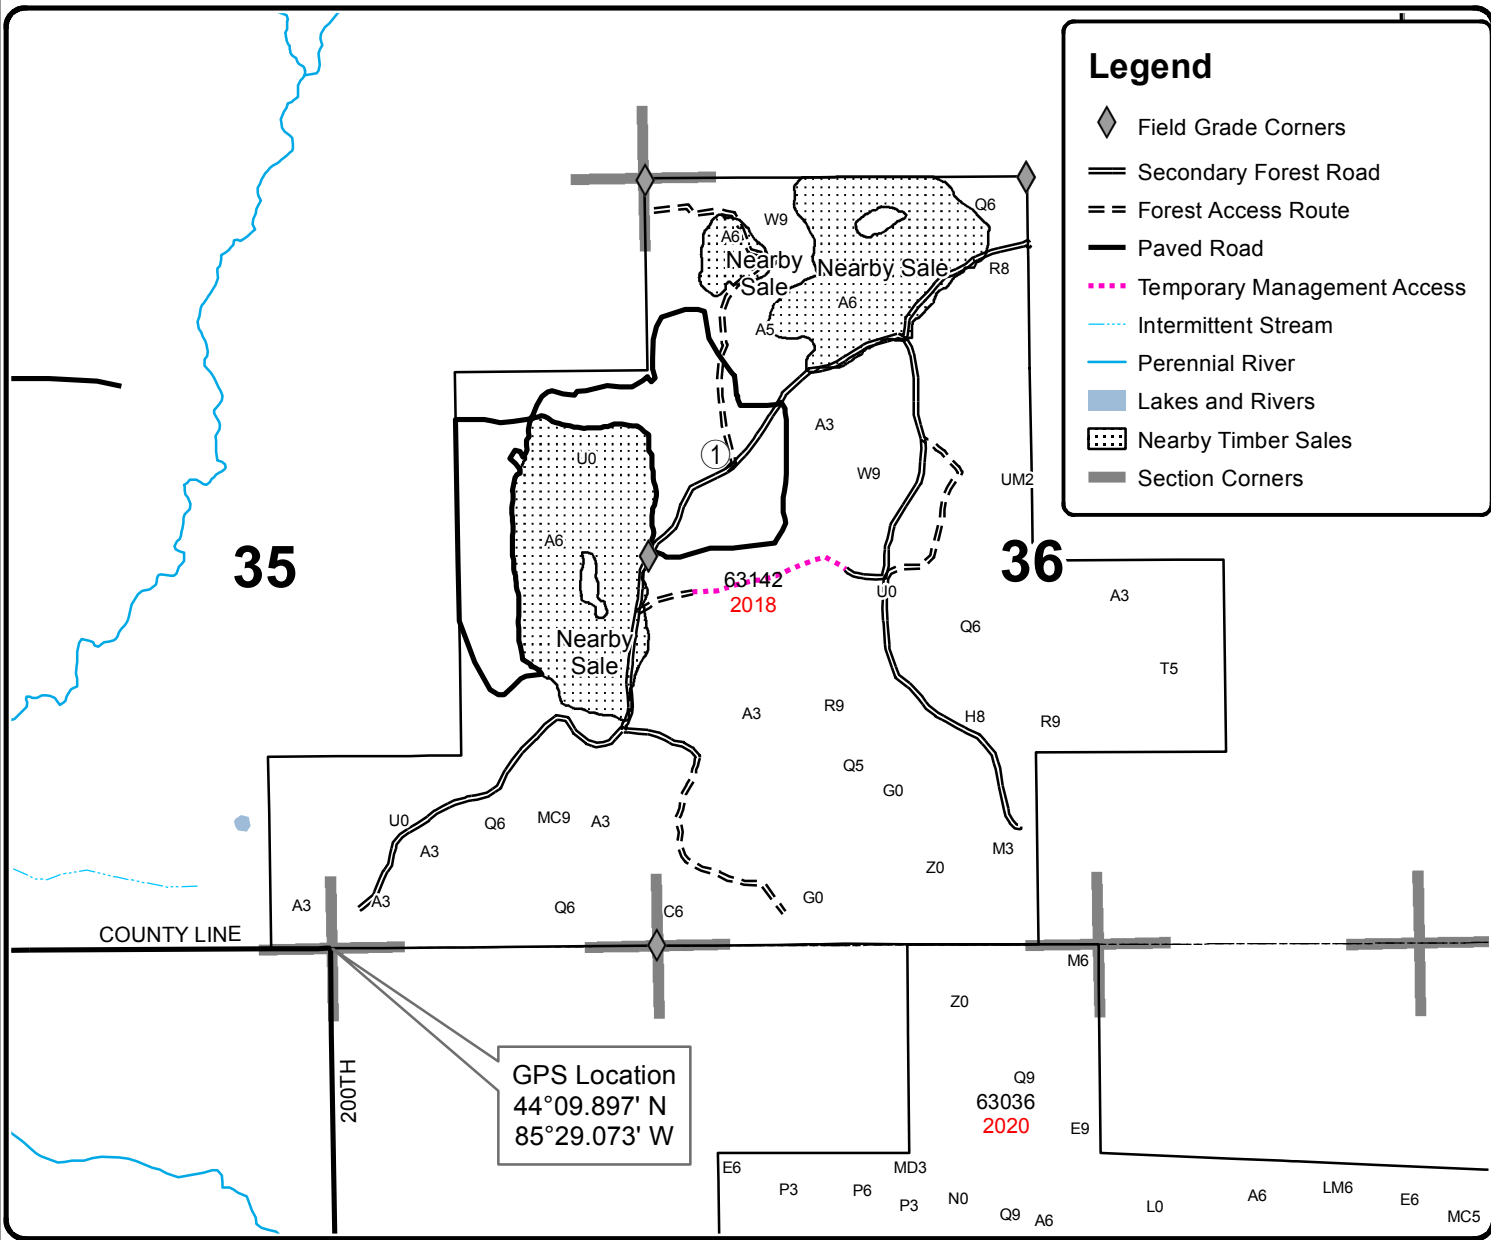 Legend
Field Grade Corners
Secondary Forest Road
Forest Access Route
Paved Road
Temporary Management Access
Intermittent Stream
Perennial River
Lakes and Rivers
Nearby Timber Sales
Section Corners
Q6
W9
A6
Nearby
Sale
Nearby Sale
R8
A6
A5
A3
U0
1
W9
UM2
35
A6
36
63142
2018
U0
A3
Q6
Nearby
Sale
T5
A3
R9
H8
R9
Q5
G0
U0
Q6
MC9
A3
A3
M3
Z0
A3
A3
Q6
C6
G0
COUNTY LINE
M6
Z0
200TH
GPS Location
44°09.897' N
85°29.073' W
Q9
63036
2020
E9
E6
MD3
P3
P6
P3
N0
Q9
A6
L0
A6
LM6
E6
MC5